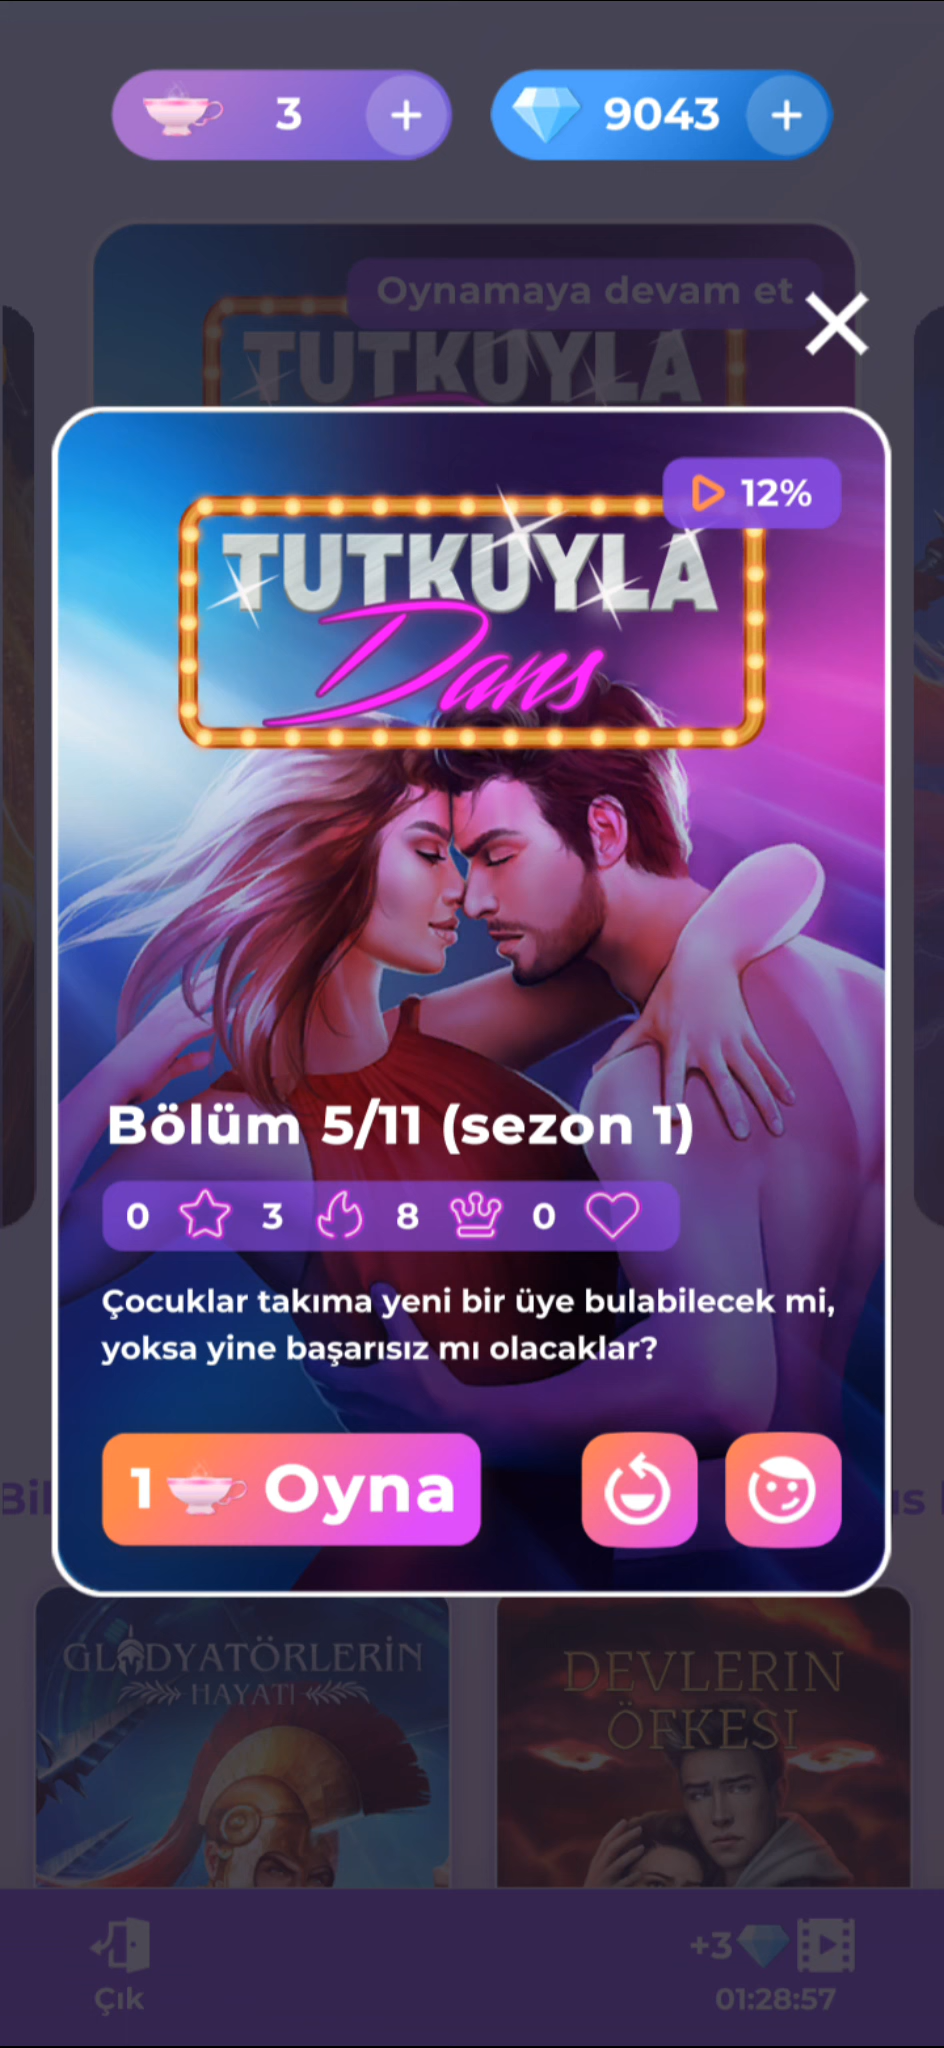 3 +
9043 +
Oynamaya devam et
TUTKUYLA
12%
TUTKUYLA
Dans
Bölüm 5/11 (sezon 1)
0 3 8 0
Çocuklar takıma yeni bir üye bulabilecek mi,
yoksa yine başarısız mı olacaklar?
1 Oyna
GLADYATÖRLERİN
HAYATI
DEVLERIN
ÖFKESI
+3
Çık
01:28:57